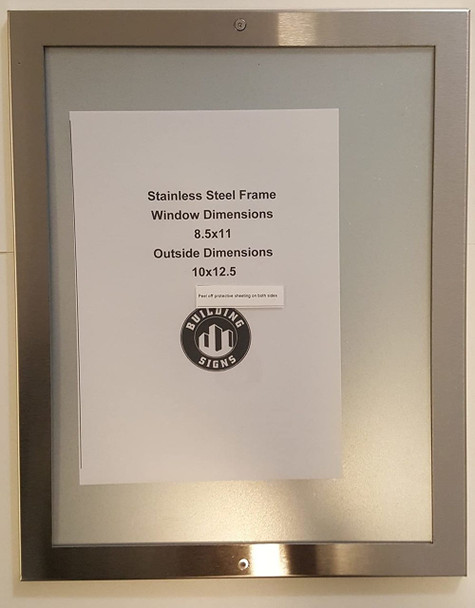 Stainless Steel Frame
Window Dimensions
8.5x11
Outside Dimensions
10x12.5
Peel off protective sheeting on both sides
BUILDING
SIGNS